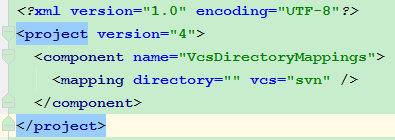 <?xml version="1.0" encoding="UTF-8"?>
<project version="4">
  <component name="VcsDirectoryMappings">
    <mapping directory="" vcs="svn" />
  </component>
</project>